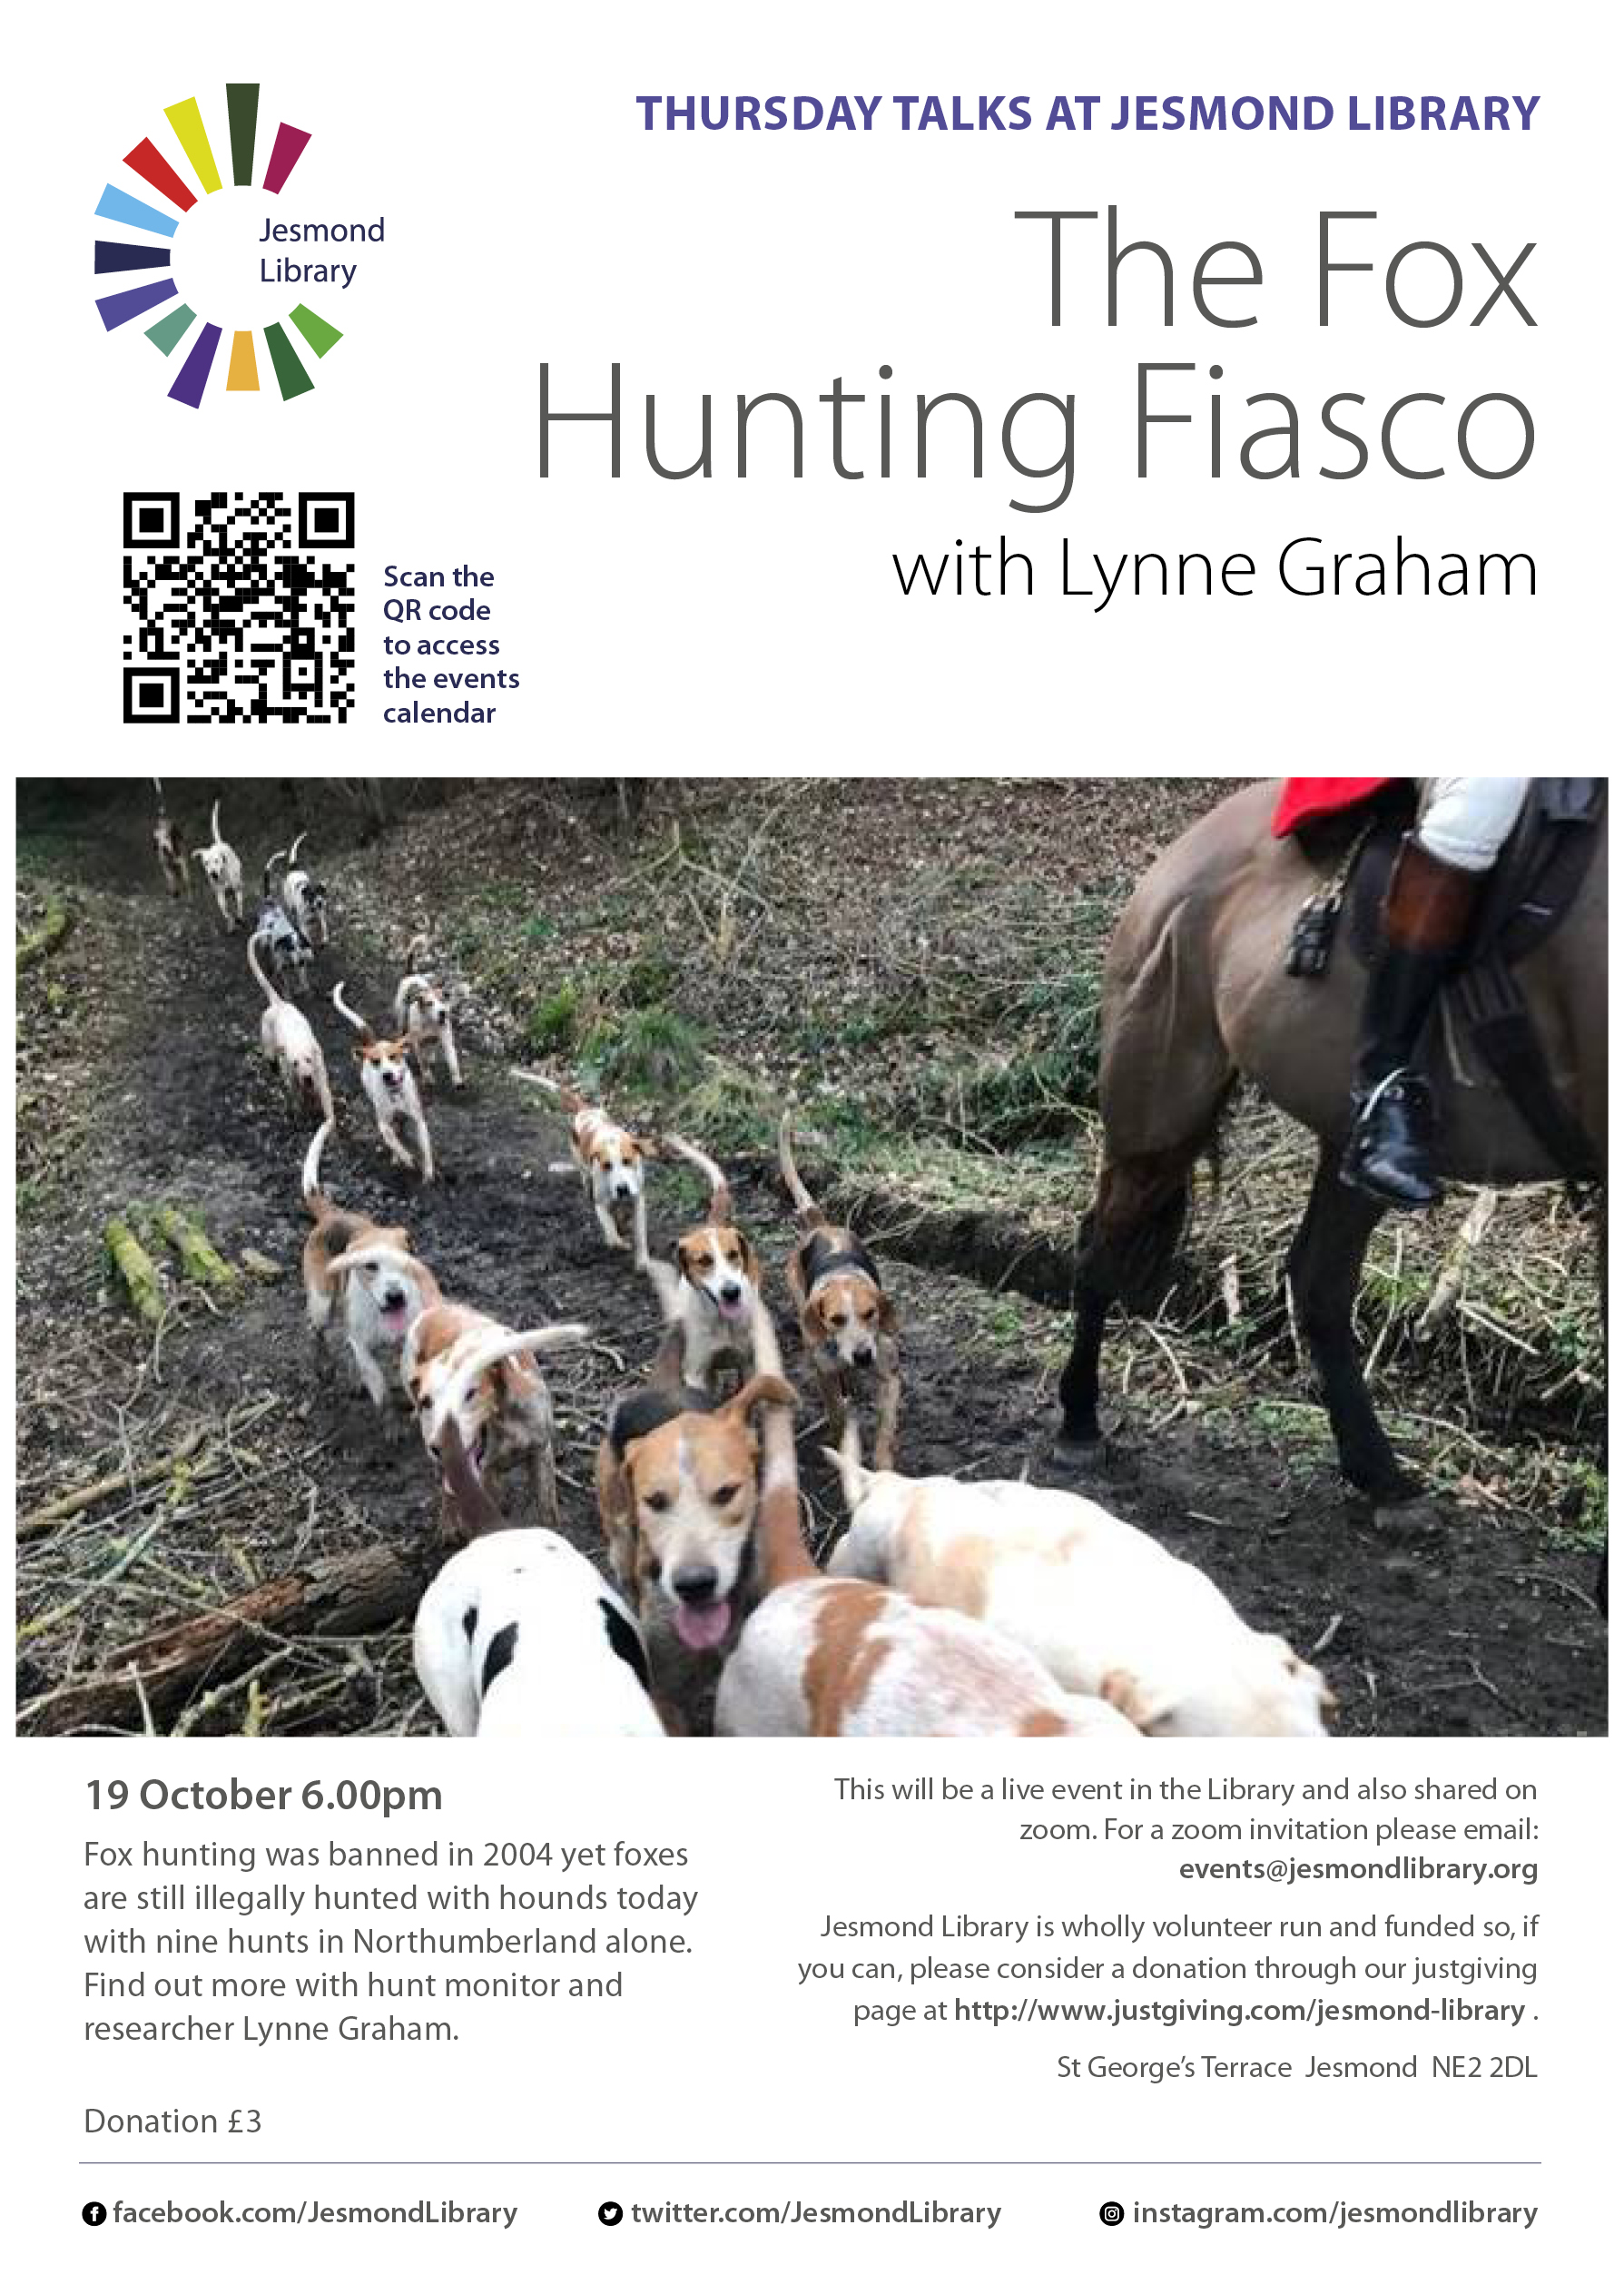 THURSDAY TALKS AT JESMOND LIBRARY
Jesmond
Library
The Fox
Hunting Fiasco
with Lynne Graham
Scan the
QR code
to access
the events
calendar
19 October 6.00pm
Fox hunting was banned in 2004 yet foxes
are still illegally hunted with hounds today
with nine hunts in Northumberland alone.
Find out more with hunt monitor and
researcher Lynne Graham.
Donation £3
This will be a live event in the Library and also shared on
zoom. For a zoom invitation please email:
events@jesmondlibrary.org
Jesmond Library is wholly volunteer run and funded so, if
you can, please consider a donation through our justgiving
page at http://www.justgiving.com/jesmond-library .
St George's Terrace  Jesmond  NE2 2DL
facebook.com/JesmondLibrary
twitter.com/JesmondLibrary
instagram.com/jesmondlibrary